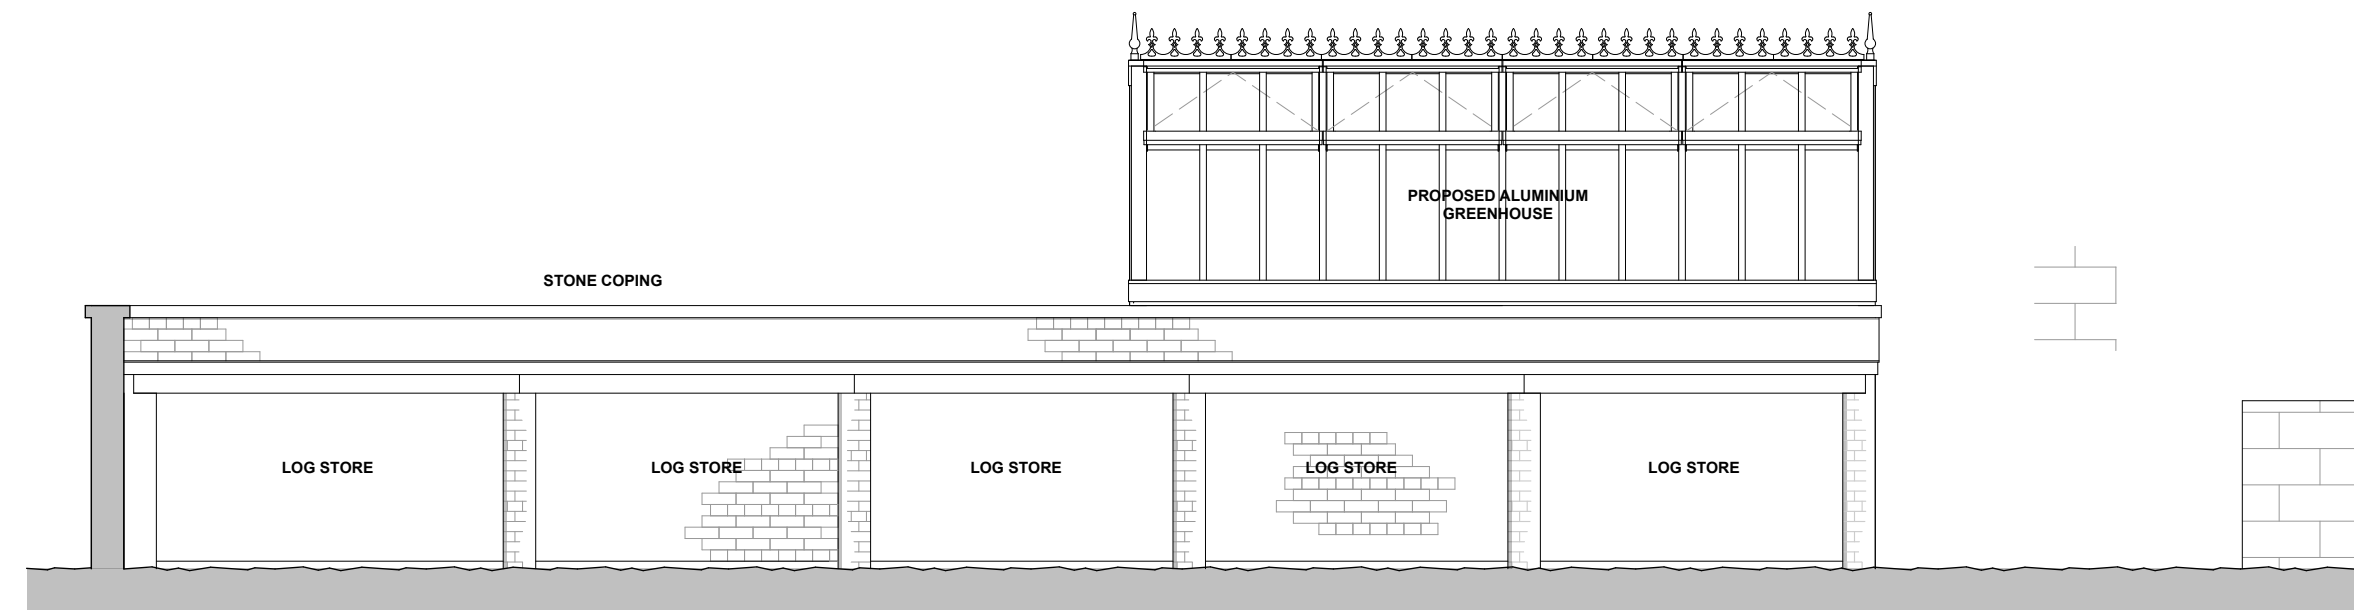 PROPOSED ALUMINIUM
GREENHOUSE
STONE COPING
LOG STORE
LOG STORE
LOG STORE
LOG STORE
LOG STORE